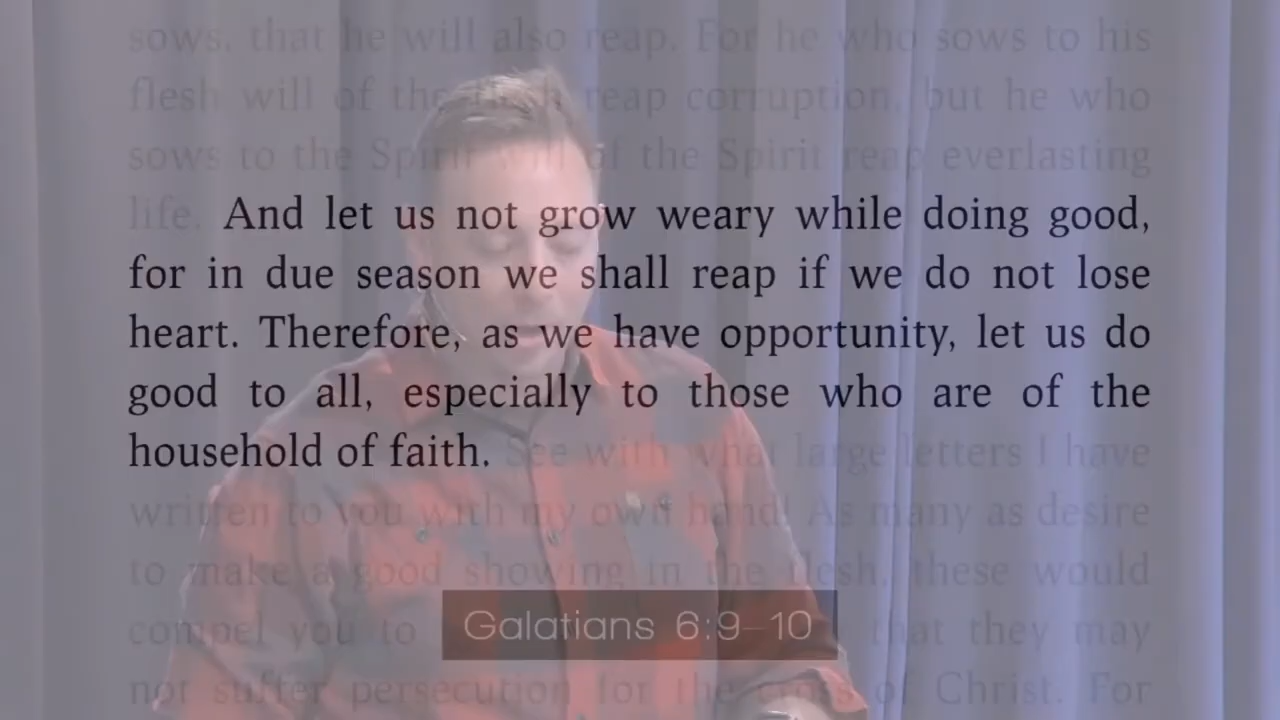 sows, that he will also reap. For he who sows to his
flesh will of the flesh reap corruption, but he who
sows to the Spirit will of the Spirit reap everlasting
life. And let us not grow weary while doing good,
for in due season we shall reap if we do not lose
heart. Therefore, as we have opportunity, let us do
good to all, especially to those who are of the
household of faith. See with what large letters I have
written to you with my own hand! As many as desire
to make a good showing in the flesh, these would
compel you to that they may
not suffer persecution for the cross of Christ. For
Galatians 6:9-10